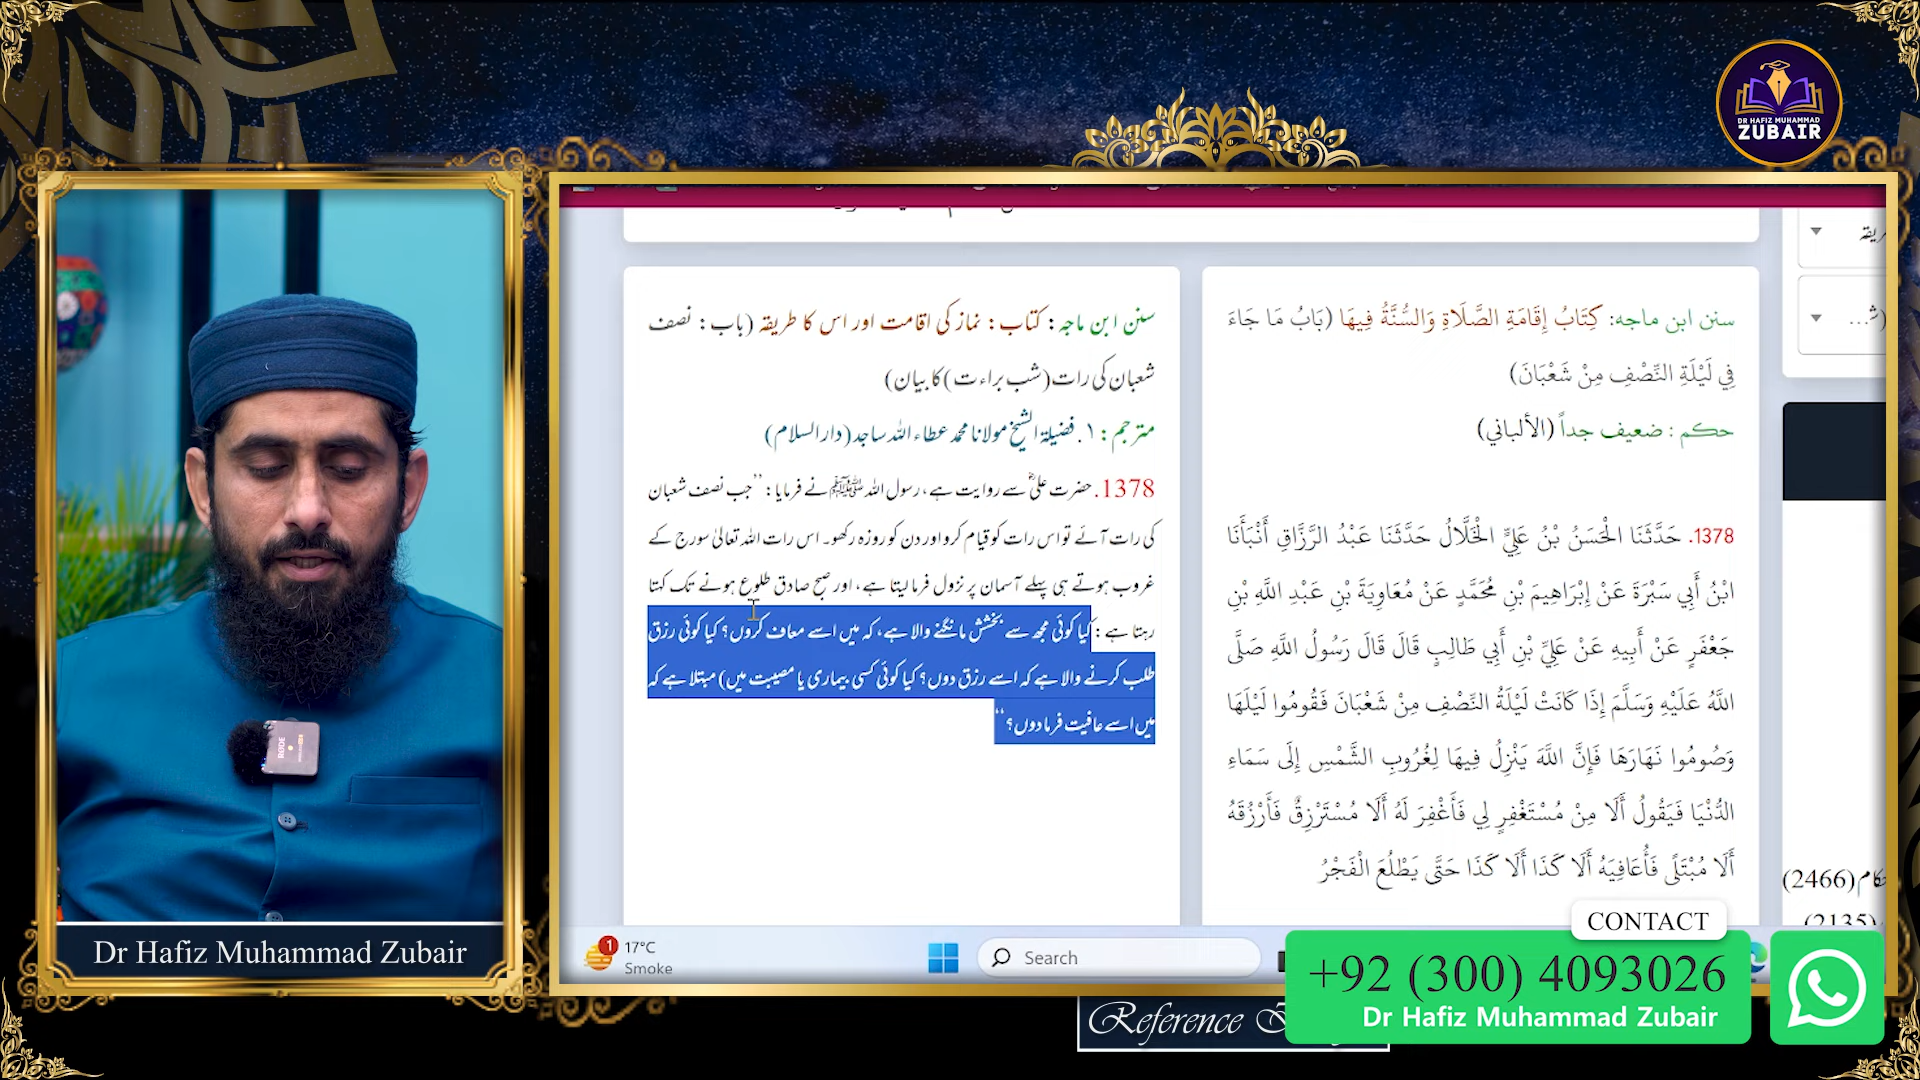 DR HAFIZ MUHAMMAD
ZUBAIR
سنن ابن ماجه: كِتَابُ إِقَامَةِ الصَّلَاةِ وَالسُّنَّةُ فِيهَا (بَابُ مَا جَاءَ
فِي لَيْلَةِ النِّصْفِ مِنْ شَعْبَانَ)
حکم : ضعیف جداً (الألباني)
1378. حَدَّثَنَا الْحَسَنُ بْنُ عَلِيٍّ الْخَلَّالُ حَدَّثَنَا عَبْدُ الرَّزَّاقِ أَنْبَأَنَا
ابْنُ أَبِي سَبْرَةَ عَنْ إِبْرَاهِيمَ بْنِ مُحَمَّدٍ عَنْ مُعَاوِيَةَ بْنِ عَبْدِ اللَّهِ بْنِ
جَعْفَرٍ عَنْ أَبِيهِ عَنْ عَلِيِّ بْنِ أَبِي طَالِبٍ قَالَ قَالَ رَسُولُ اللَّهِ صَلَّى
اللَّهُ عَلَيْهِ وَسَلَّمَ إِذَا كَانَتْ لَيْلَةُ النِّصْفِ مِنْ شَعْبَانَ فَقُومُوا لَيْلَهَا
وَصُومُوا نَهَارَهَا فَإِنَّ اللَّهَ يَنْزِلُ فِيهَا لِغُرُوبِ الشَّمْسِ إِلَى سَمَاءِ
الدُّنْيَا فَيَقُولُ أَلَا مِنْ مُسْتَغْفِرٍ لِي فَأَغْفِرَ لَهُ أَلَا مُسْتَرْزِقٌ فَأَرْزُقَهُ
أَلَا مُبْتَلًى فَأُعَافِيَهُ أَلَا كَذَا أَلَا كَذَا حَتَّى يَطْلُعَ الْفَجْرُ
سنن ابن ماجہ: کتاب: نماز کی اقامت اور اس کا طریقہ (باب: نصف
شعبان کی رات (شب براءت) کا بیان)
مترجم: ١. فضیلۃ الشیخ مولانا محمد عطاء اللہ ساجد (دار السلام)
1378. حضرت علیؓ سے روایت ہے، رسول اللہ ﷺ نے فرمایا: ’’جب نصف شعبان
کی رات آئے تو اس رات کو قیام کرو اور دن کو روزہ رکھو۔ اس رات اللہ تعالیٰ سورج کے
غروب ہوتے ہی پہلے آسمان پر نزول فرما لیتا ہے، اور صبح صادق طلوع ہونے تک کہتا
رہتا ہے: کیا کوئی مجھ سے بخشش مانگنے والا ہے، کہ میں اسے معاف کروں؟ کیا کوئی رزق
طلب کرنے والا ہے کہ اسے رزق دوں؟ کیا کوئی کسی بیماری یا مصیبت میں) مبتلا ہے کہ
میں اسے عافیت فرما دوں؟‘‘
(2466)
(2135)
Dr Hafiz Muhammad Zubair
1
17°C
Smoke
Search
CONTACT
+92 (300) 4093026
Dr Hafiz Muhammad Zubair
Reference
RØDE